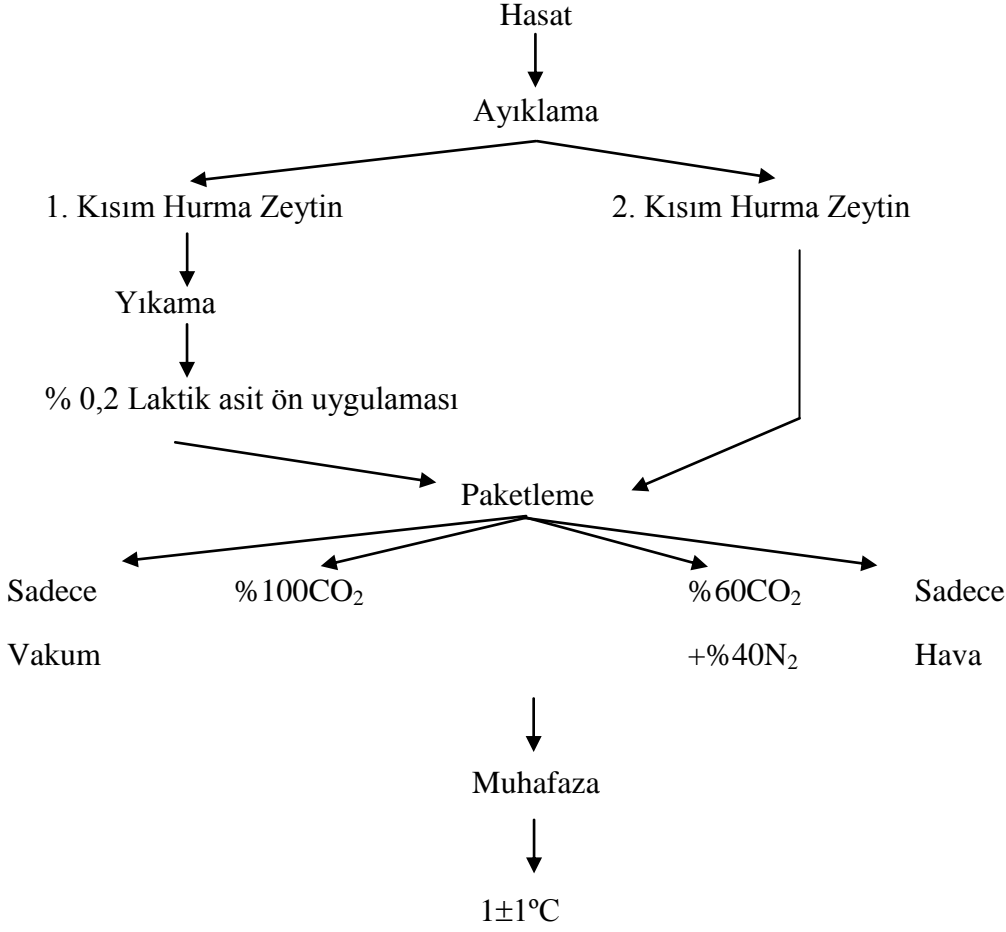 Hasat
Ayıklama
1. Kısım Hurma Zeytin
2. Kısım Hurma Zeytin
Yıkama
% 0,2 Laktik asit ön uygulaması
Paketleme
Sadece
Vakum
%100CO₂
%60CO₂
+%40N₂
Sadece
Hava
Muhafaza
1±1ºC